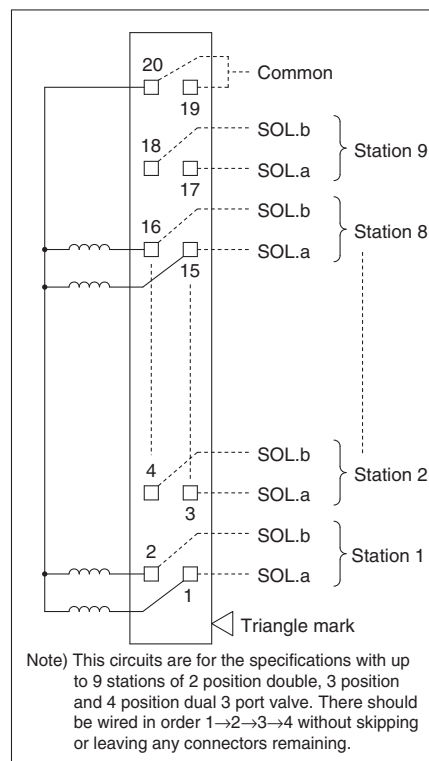 20
Common
19
SOL.b
18
Station 9
SOL.a
17
SOL.b
16
Station 8
SOL.a
15
SOL.b
4
Station 2
SOL.a
3
SOL.b
2
Station 1
SOL.a
1
Triangle mark
Note) This circuits are for the specifications with up
to 9 stations of 2 position double, 3 position
and 4 position dual 3 port valve. There should
be wired in order 1→2→3→4 without skipping
or leaving any connectors remaining.